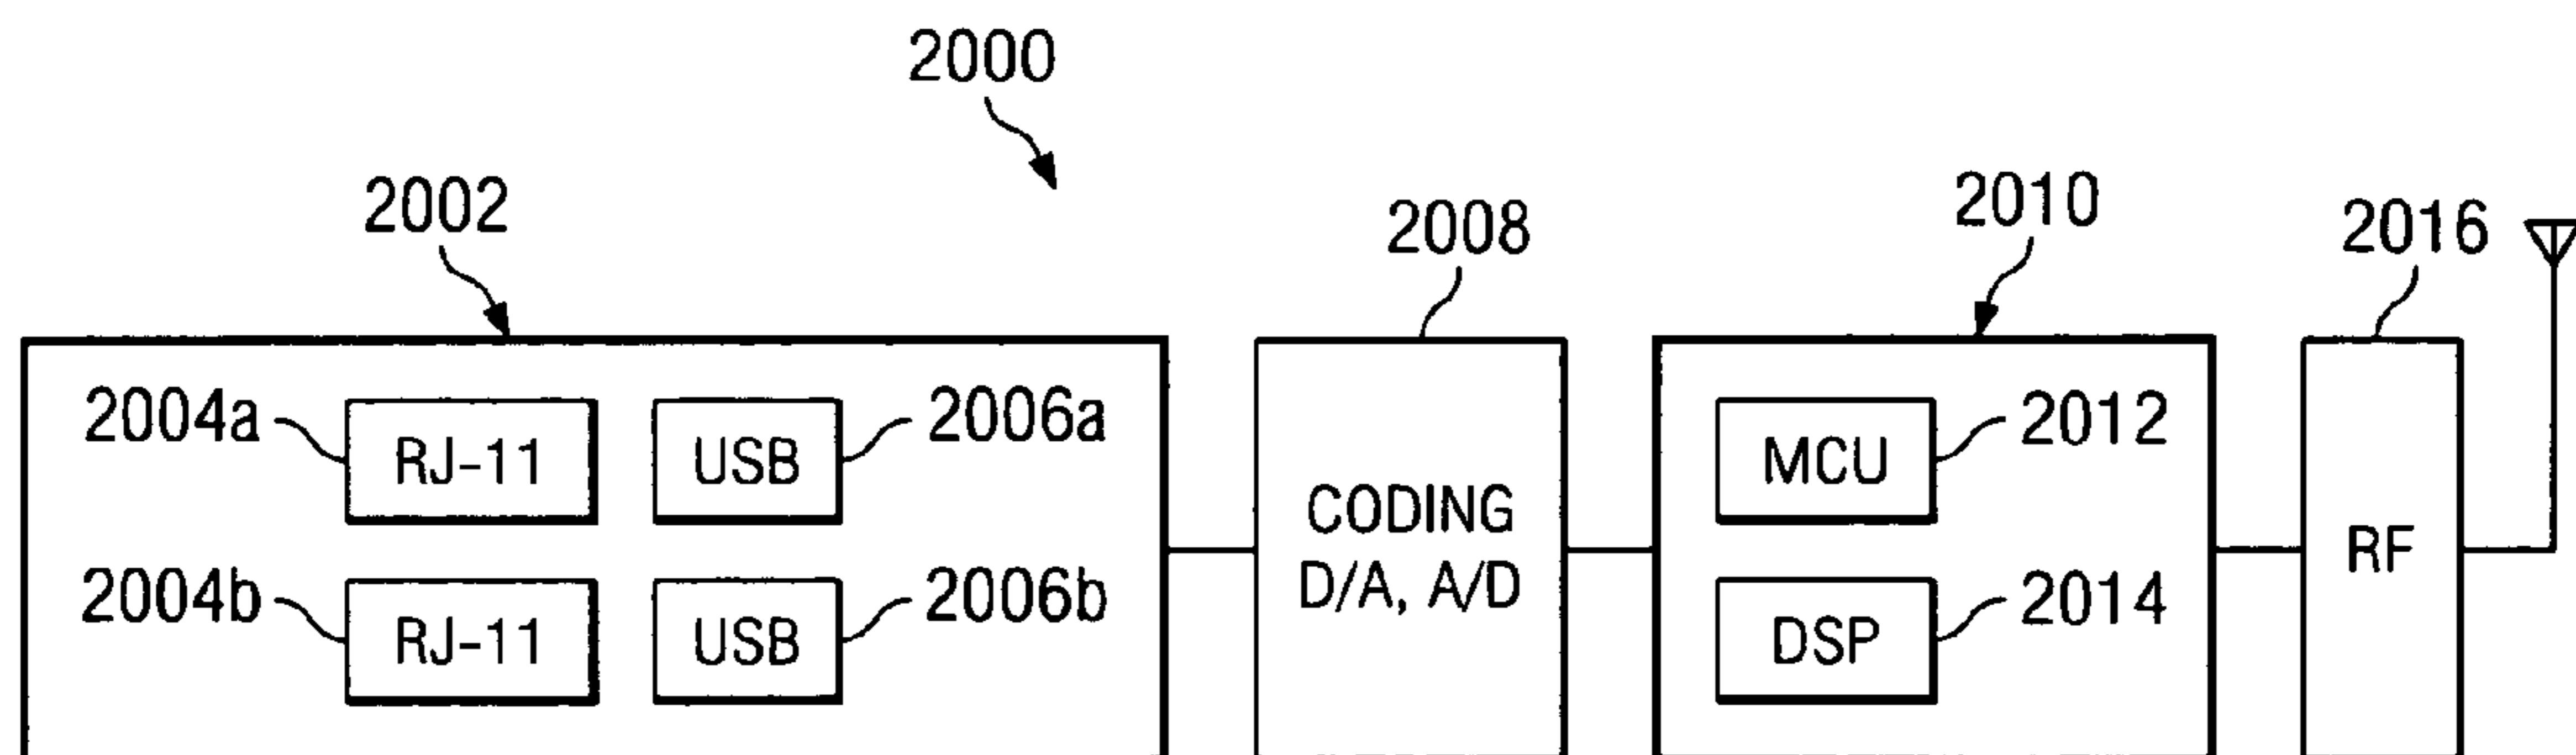 2000
2002
2008
2010
2016
2004a
RJ-11
USB
2006a
MCU
2012
CODING
D/A, A/D
RF
2004b
RJ-11
USB
2006b
DSP
2014